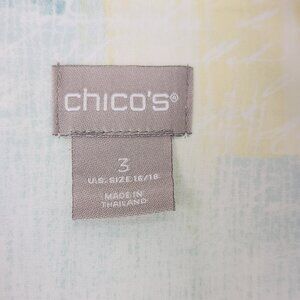 chico's®
3
U.S. SIZE 16/18
MADE IN
THAILAND